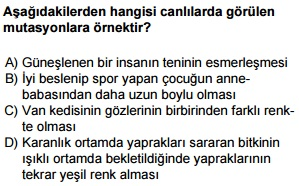 Aşağıdakilerden hangisi canlılarda görülen
mutasyonlara örnektir?
A) Güneşlenen bir insanın teninin esmerleşmesi
B) İyi beslenip spor yapan çocuğun anne-
babasından daha uzun boylu olması
C) Van kedisinin gözlerinin birbirinden farklı renk-
te olması
D) Karanlık ortamda yaprakları sararan bitkinin
ışıklı ortamda bekletildiğinde yapraklarının
tekrar yeşil renk alması